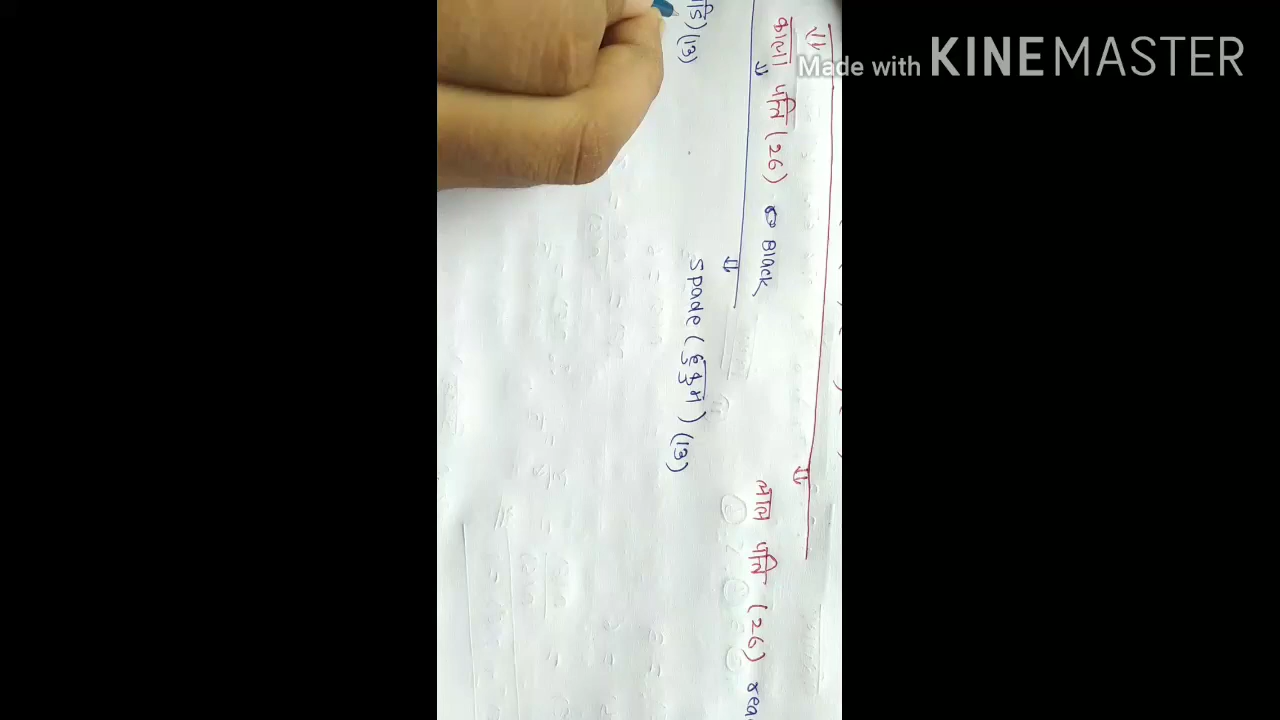 Made with KINEMASTER
काला पत्ति (26) Black
लाल पत्ति (26)
(13)
Spade (हुकुम) (13)